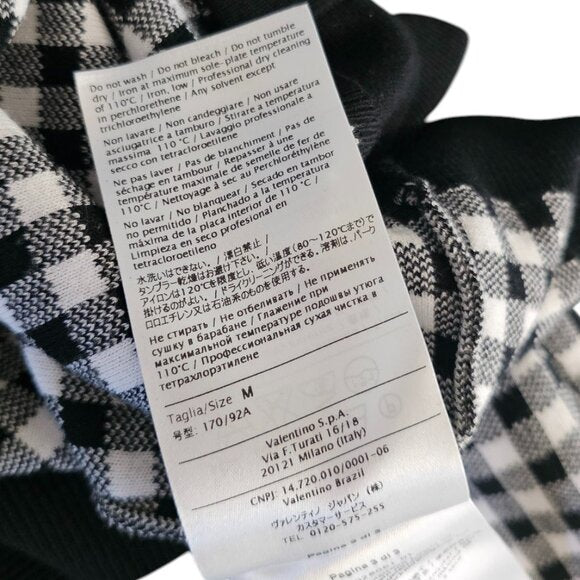 Do not wash / Do not bleach / Do not tumble
dry / Iron at maximum sole-plate temperature
of 110°C / Iron, low / Professional dry cleaning
in perchlorethene / Any solvent except
trichloroethylene
Non lavare / Non candeggiare / Non usare
asciugatrice a tamburo / Stirare a temperatura
massima 110 °C / Lavaggio professionale a
secco con tetracloroetilene
Ne pas laver / Pas de blanchiment / Pas de
séchage en tambour / Repasser à une
température maximale de semelle de fer de
110°C / Nettoyage à sec au Perchloréthylène
No lavar / No blanquear / Secado en tambor
no permitido / Planchado a la temperatura
máxima de la placa interior de 110°C /
Limpieza en seco profesional en
tetracloroetileno
水洗いはできない。/ 漂白禁止 /
タンブラー乾燥はお避け下さい。/
アイロンは120℃を限度とし、低い温度(80～120℃まで)で
掛けるのがよい。/ ドライクリーニング溶剤は、パーク
ロロエチレン又は石油系のものを使用する。
Не стирать / Не отбеливать / Не применять
сушку в барабане / Глажение при
максимальной температуре подошвы утюга
110°C / Профессиональная сухая чистка в
тетрахлорэтилене
Taglia/Size M
号型: 170/92A
Valentino S.p.A.
Via F.Turati 16/18
20121 Milano (Italy)
CNPJ: 14.720.010/0001-06
Valentino Brazil
ヴァレンティノ ジャパン (株)
カスタマーサービス
TEL 0120-575-255